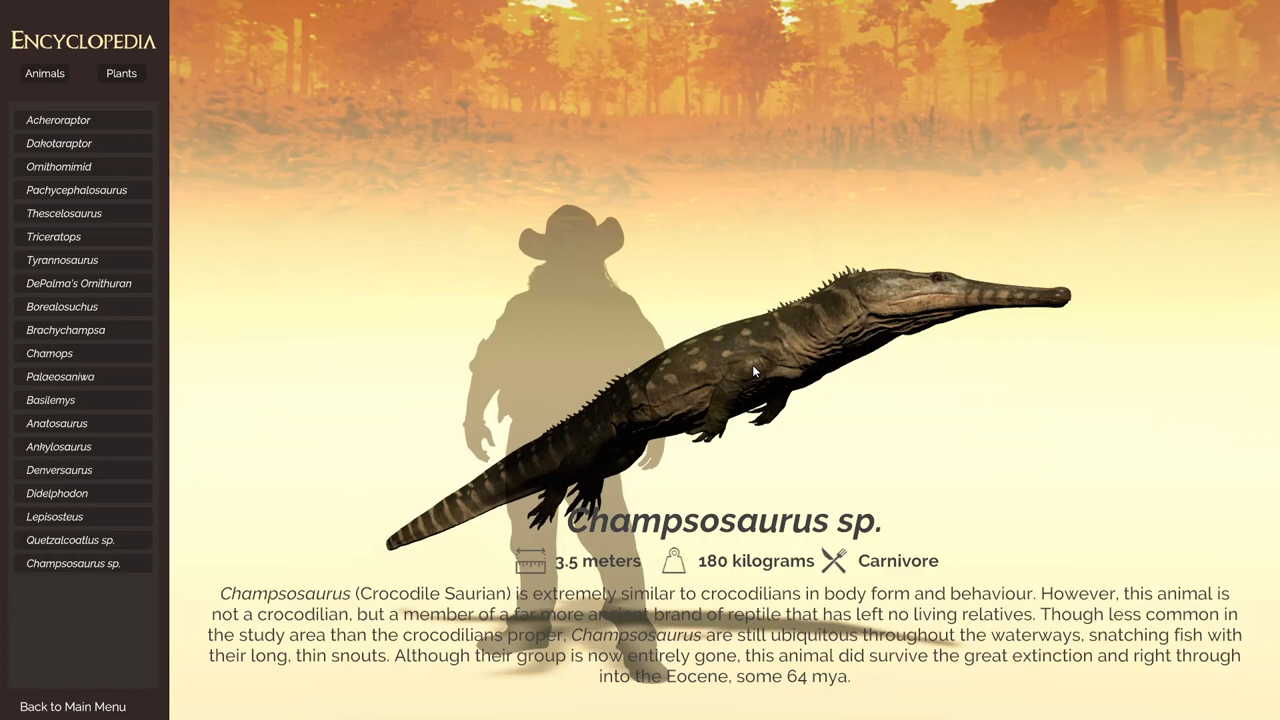 ENCYCLOPEDIA
Animals
Plants
Acheroraptor
Dakotaraptor
Ornithomimid
Pachycephalosaurus
Thescelosaurus
Triceratops
Tyrannosaurus
DePalma's Ornithuran
Borealosuchus
Brachychampsa
Chamops
Palaeosaniwa
Basilemys
Anatosaurus
Ankylosaurus
Denversaurus
Didelphodon
Lepisosteus
Quetzalcoatlus sp.
Champsosaurus sp.
Back to Main Menu
Champsosaurus sp.
3.5 meters 180 kilograms Carnivore
Champsosaurus (Crocodile Saurian) is extremely similar to crocodilians in body form and behaviour. However, this animal is
not a crocodilian, but a member of a far more ancient brand of reptile that has left no living relatives. Though less common in
the study area than the crocodilians proper, Champsosaurus are still ubiquitous throughout the waterways, snatching fish with
their long, thin snouts. Although their group is now entirely gone, this animal did survive the great extinction and right through
into the Eocene, some 64 mya.